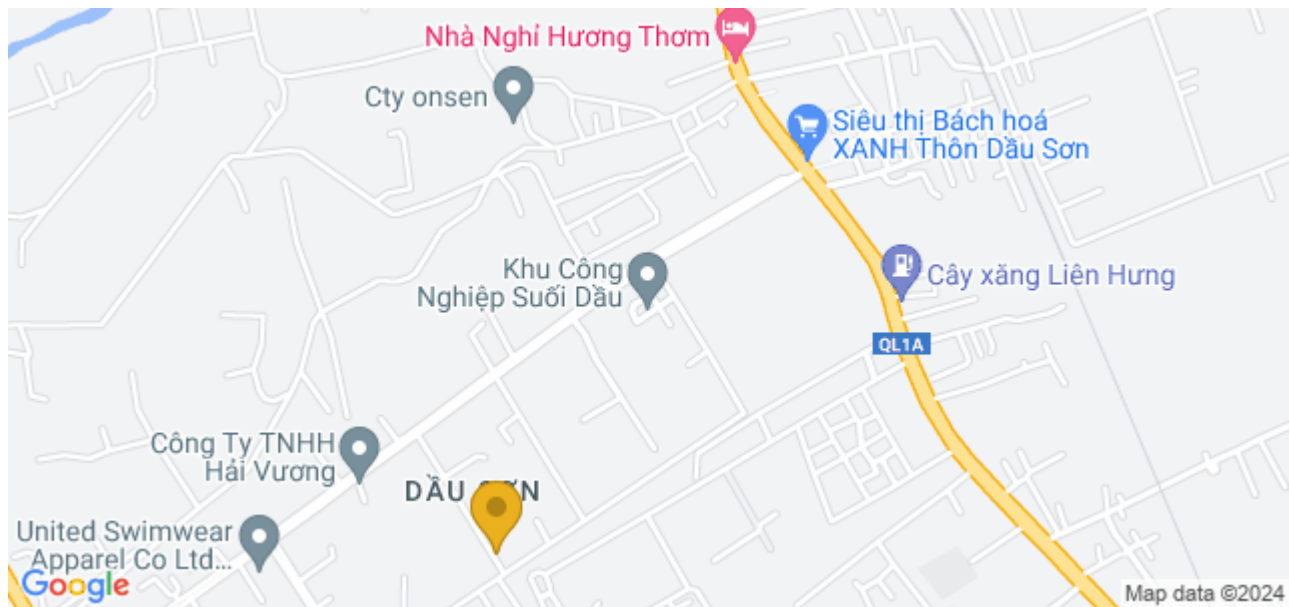 Nhà Nghỉ Hương Thơm
Cty onsen
Siêu thị Bách hoá
XANH Thôn Dầu Sơn
Khu Công
Nghiệp Suối Dầu
Cây xăng Liên Hưng
QL1A
Công Ty TNHH
Hải Vương
DẦU SƠN
United Swimwear
Apparel Co Ltd...
Google
Map data ©2024